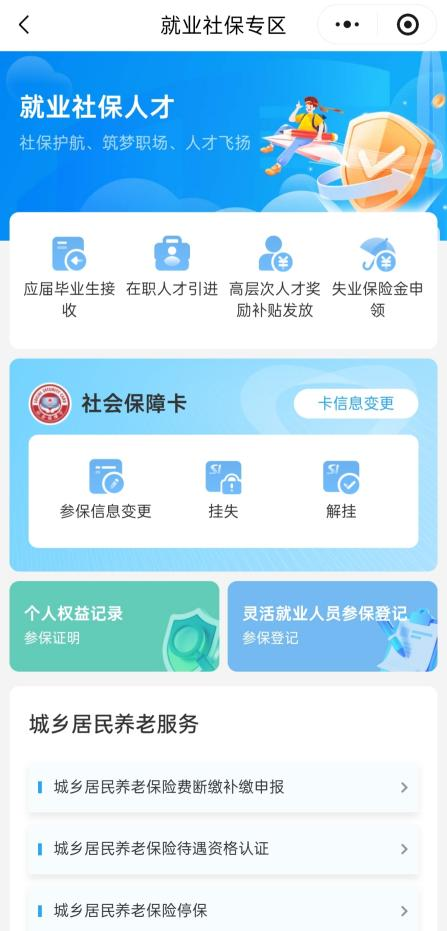 就业社保专区
就业社保人才
社保护航、筑梦职场、人才飞扬
应届毕业生接收
在职人才引进
高层次人才奖励补贴发放
失业保险金申领
社会保障卡
卡信息变更
参保信息变更
挂失
解挂
个人权益记录
参保证明
灵活就业人员参保登记
参保登记
城乡居民养老服务
城乡居民养老保险费断缴补缴申报
城乡居民养老保险待遇资格认证
城乡居民养老保险停保